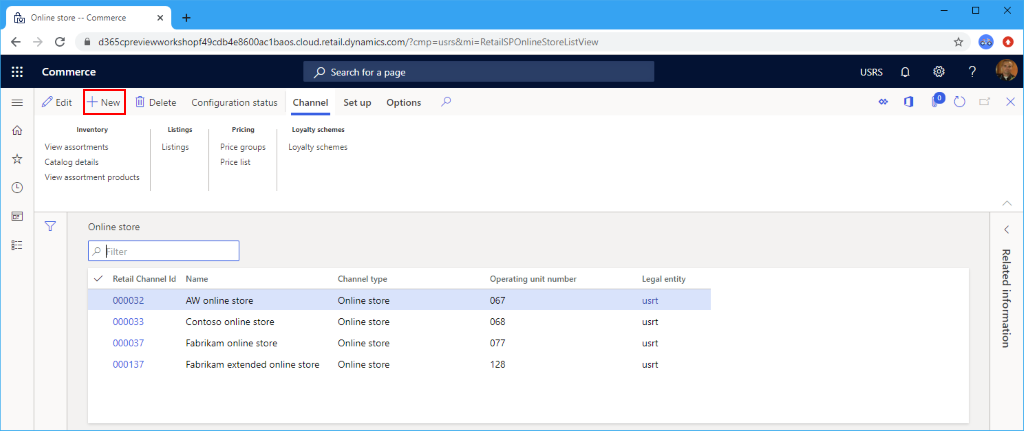 Online store -- Commerce
d365cpreviewworkshopf49cdb4e8600ac1baos.cloud.retail.dynamics.com/?cmp=usrs&mi=RetailSPOnlineStoreListView
Commerce Search for a page USRS ?
Edit New Delete Configuration status Channel Set up Options 0
Inventory Listings Pricing Loyalty schemes
View assortments Listings Price groups Loyalty schemes
Catalog details Price list
View assortment products
Online store
Filter
Retail Channel Id Name Channel type Operating unit number Legal entity
000032 AW online store Online store 067 usrt
000033 Contoso online store Online store 068 usrt
000037 Fabrikam online store Online store 077 usrt
000137 Fabrikam extended online store Online store 128 usrt
Related information